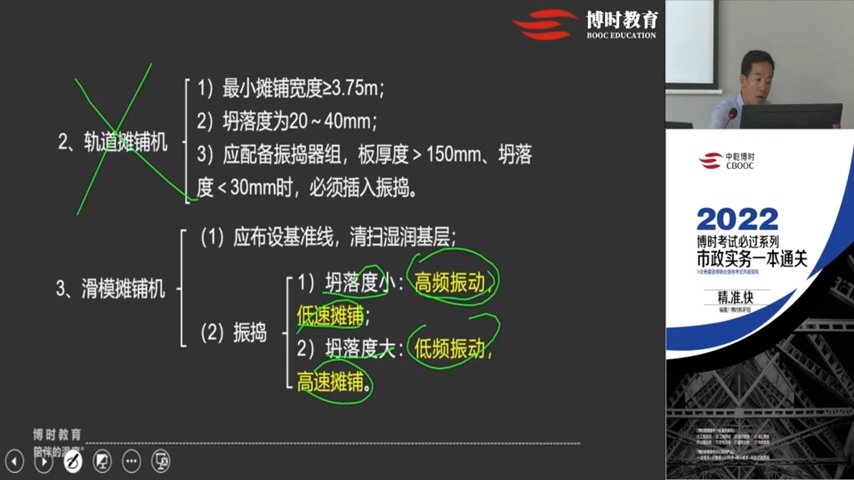 博时教育
BOOC EDUCATION
2、轨道摊铺机
1）最小摊铺宽度≥3.75m；
2）坍落度为20～40mm；
3）应配备振捣器组，板厚度＞150mm、坍落
度＜30mm时，必须插入振捣。
3、滑模摊铺机
（1）应布设基准线，清扫湿润基层；
（2）振捣
1）坍落度小：高频振动，
低速摊铺；
2）坍落度大：低频振动，
高速摊铺。
博时教育
陪伴的温度
中乾博时
CBOOC
2022
博时考试必过系列
市政实务一本通关
精,准,快